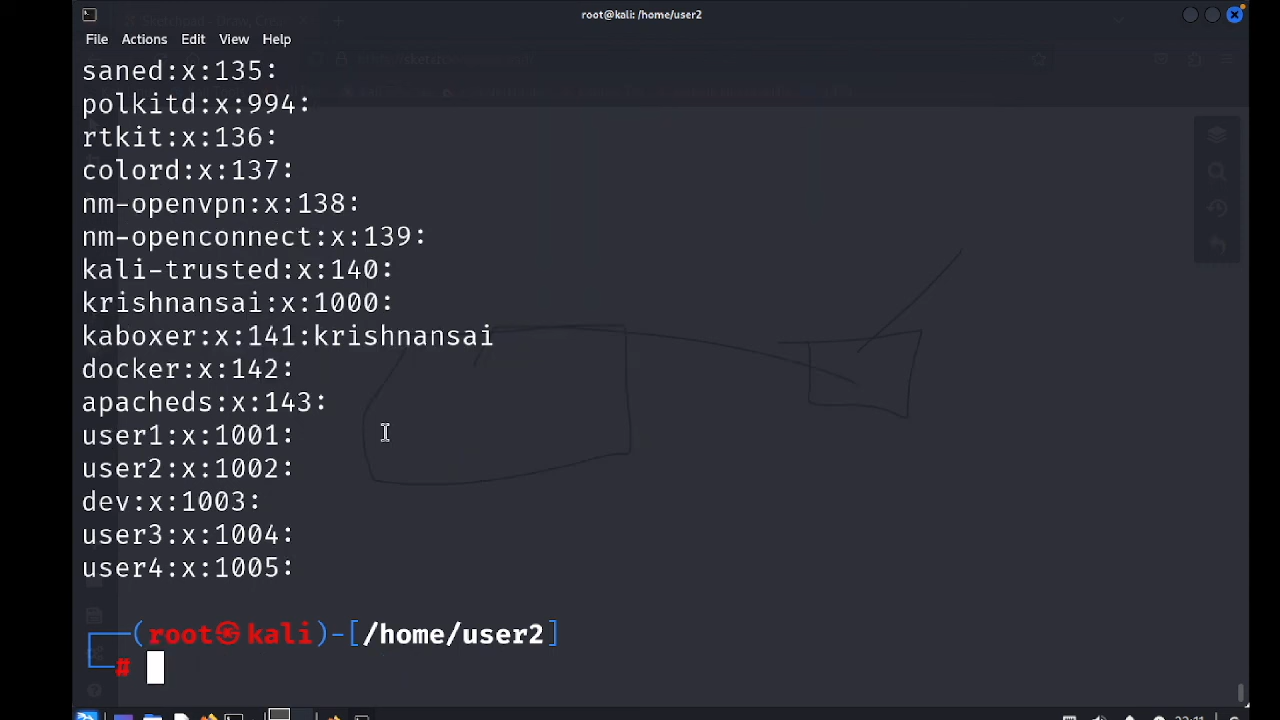 root@kali: /home/user2
File Actions Edit View Help
saned:x:135:
polkitd:x:994:
rtkit:x:136:
colord:x:137:
nm-openvpn:x:138:
nm-openconnect:x:139:
kali-trusted:x:140:
krishnansai:x:1000:
kaboxer:x:141:krishnansai
docker:x:142:
apacheds:x:143:
user1:x:1001:
user2:x:1002:
dev:x:1003:
user3:x:1004:
user4:x:1005:
(root㉿kali)-[/home/user2]
#